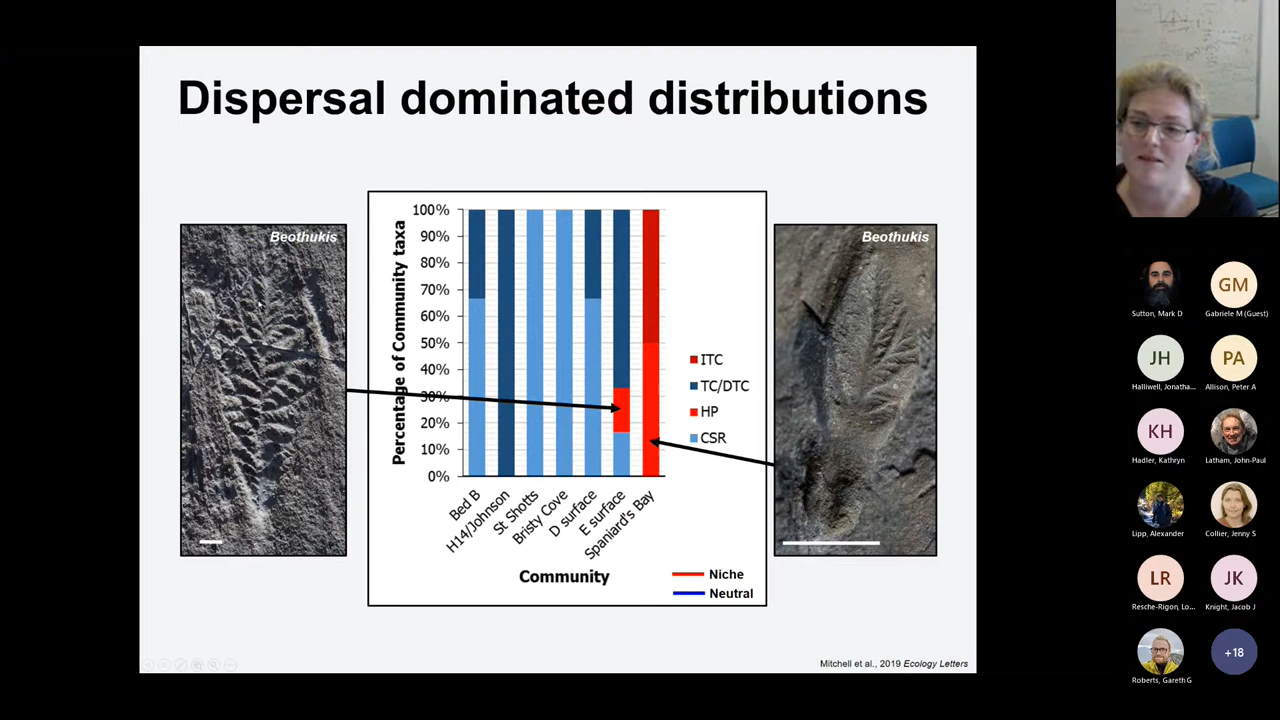 Dispersal dominated distributions
Beothukis
Percentage of Community taxa
100%
90%
80%
70%
60%
50%
40%
30%
20%
10%
0%
Bed B
H14/Johnson
St Shotts
Bristy Cove
D surface
E surface
Spaniard's Bay
Community
ITC
TC/DTC
HP
CSR
Niche
Neutral
Beothukis
Mitchell et al., 2019 Ecology Letters
Sutton, Mark D
GM
Gabriele M (Guest)
JH
Halliwell, Jonatha...
PA
Allison, Peter A
KH
Hadler, Kathryn
Latham, John-Paul
Lipp, Alexander
Collier, Jenny S
LR
Resche-Rigon, Lo...
JK
Knight, Jacob J
Roberts, Gareth G
+18